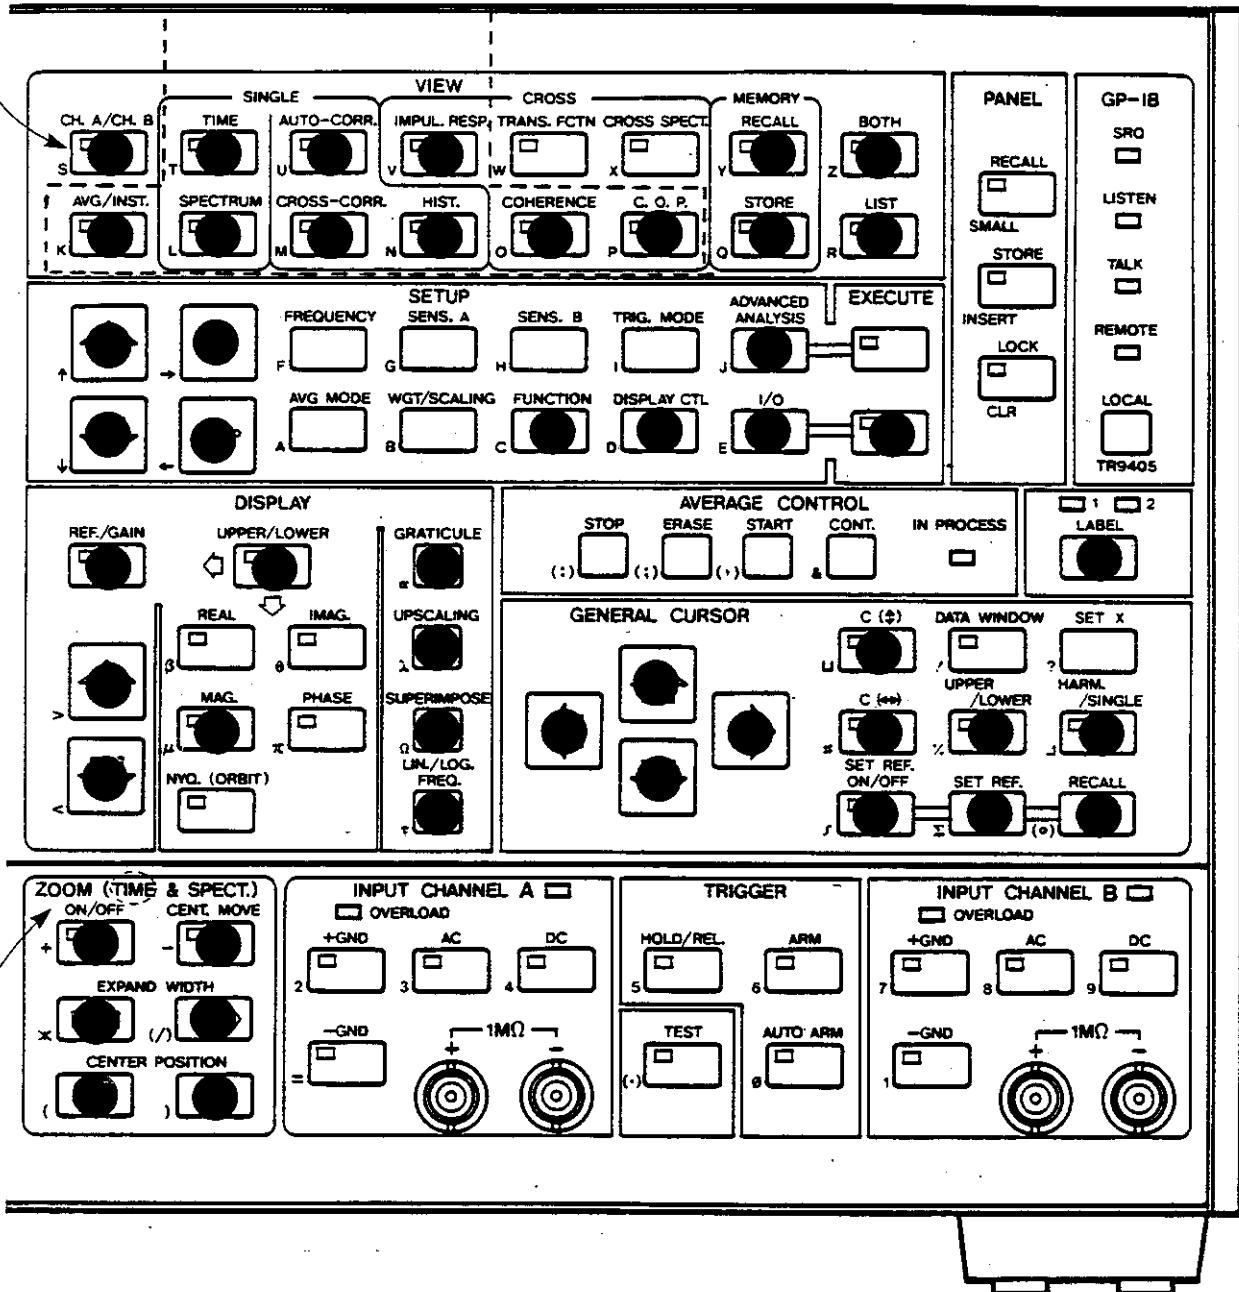 VIEW
SINGLE CROSS MEMORY
CH. A/CH. B TIME AUTO-CORR. IMPUL. RESP. TRANS. FCTN CROSS SPECT. RECALL BOTH
S T U V W X Y Z
AVG/INST. SPECTRUM CROSS-CORR. HIST. COHERENCE C. O. P. STORE LIST
K L M N O P Q R
PANEL
RECALL
SMALL
STORE
INSERT
LOCK
CLR
GP-IB
SRQ
LISTEN
TALK
REMOTE
LOCAL
TR9405
SETUP
FREQUENCY SENS. A SENS. B TRIG. MODE ADVANCED
ANALYSIS
EXECUTE
↑ → F G H I J
AVG MODE WGT/SCALING FUNCTION DISPLAY CTL I/O
↓ ← A B C D E
DISPLAY
REF./GAIN UPPER/LOWER GRATICULE
α
REAL IMAG. UPSCALING
β θ λ
>
MAG. PHASE SUPERIMPOSE
μ π Ω
NYQ. (ORBIT) LIN./LOG.
FREQ.
< τ
AVERAGE CONTROL
STOP ERASE START CONT. IN PROCESS
(:) (;) (,) &
1 2
LABEL
GENERAL CURSOR
C (⇕) DATA WINDOW SET X
⊔ ! ?
C (⇔) UPPER
/LOWER HARM.
/SINGLE
# %
SET REF.
ON/OFF SET REF. RECALL
∫ Σ (°)
ZOOM (TIME & SPECT.)
ON/OFF CENT. MOVE
+ −
EXPAND WIDTH
(/)
CENTER POSITION
( )
INPUT CHANNEL A
OVERLOAD
+GND AC DC
2 3 4
−GND 1MΩ
+ −
=
TRIGGER
HOLD/REL. ARM
5 6
TEST AUTO ARM
(·) Ø
INPUT CHANNEL B
OVERLOAD
+GND AC DC
7 8 9
−GND 1MΩ
+ −
1